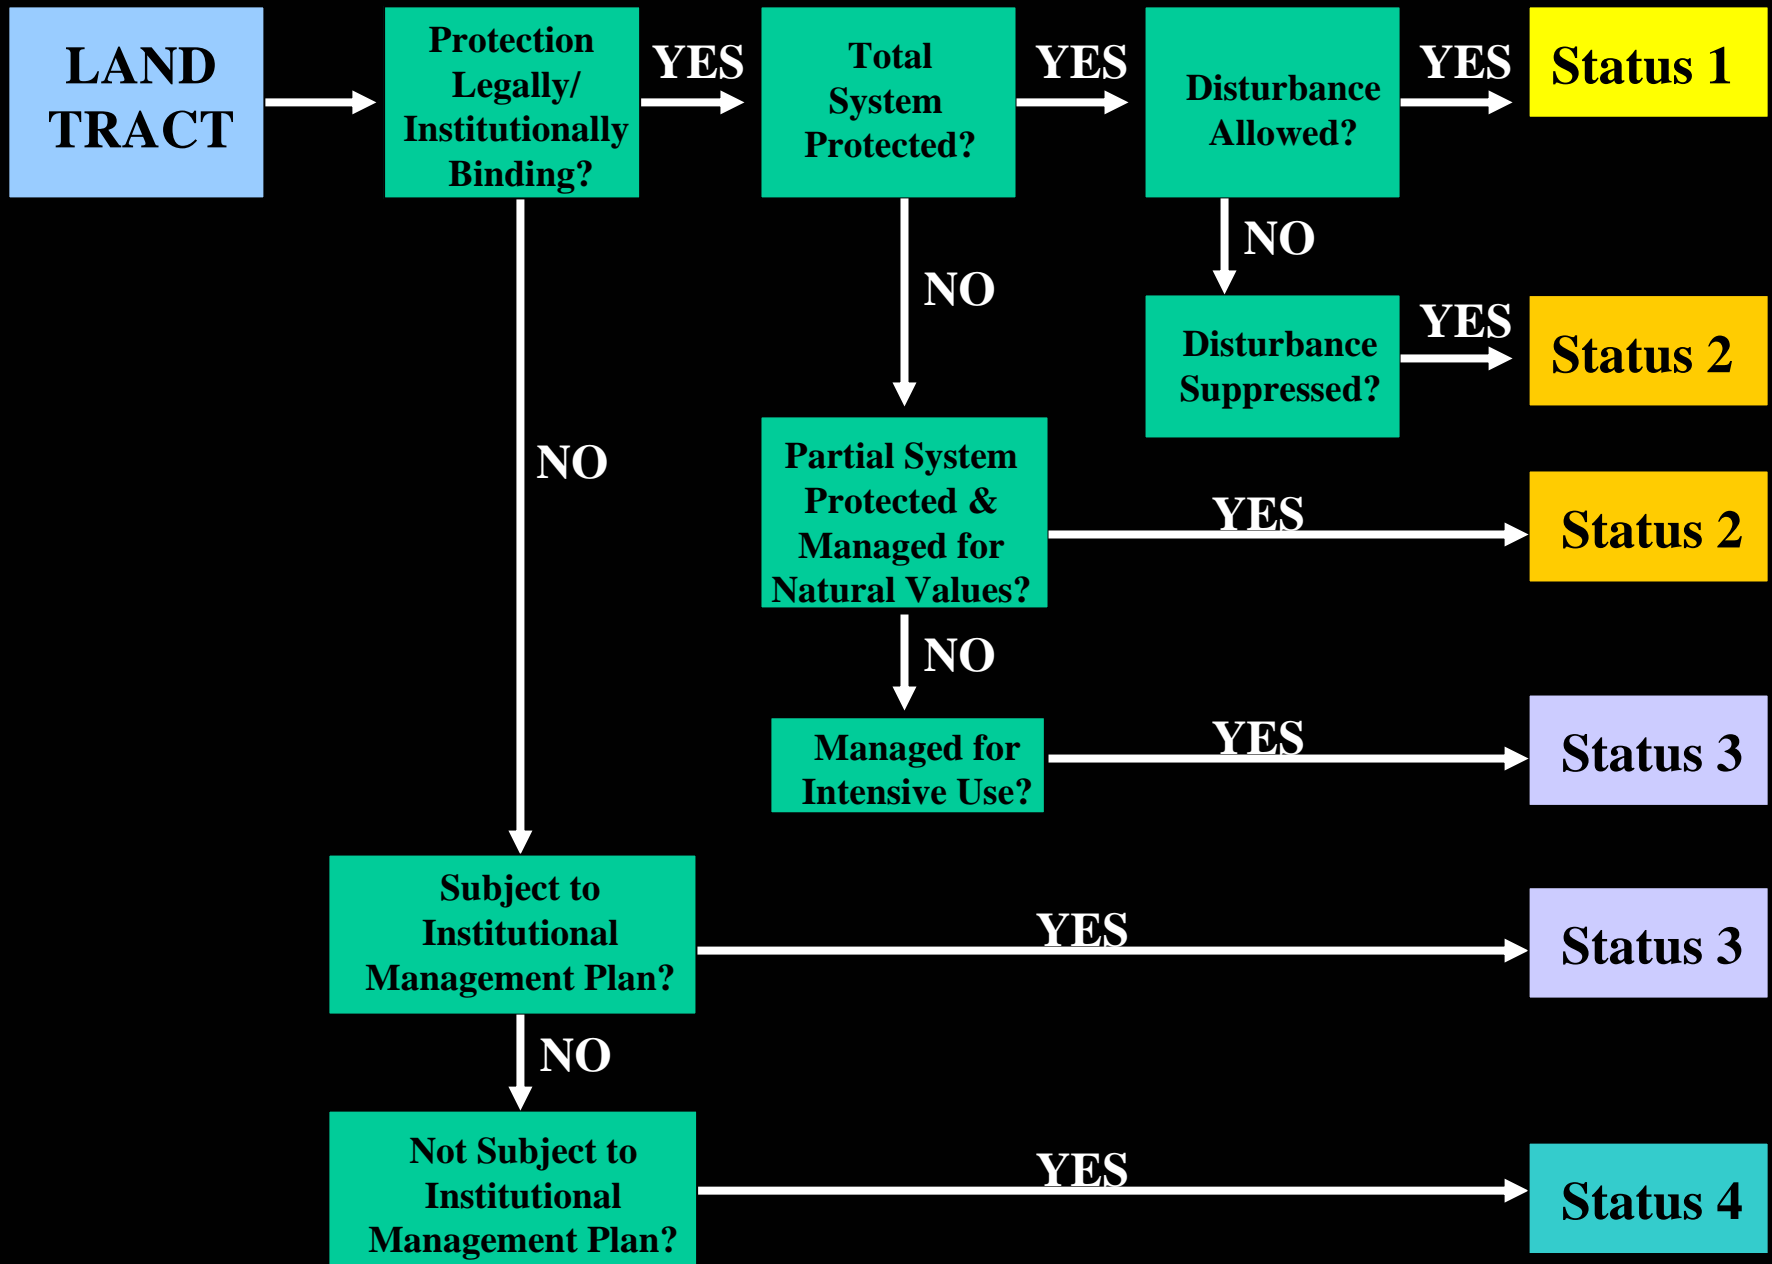 LAND
TRACT
Protection
Legally/
Institutionally
Binding?
YES
Total
System
Protected?
YES
Disturbance
Allowed?
YES
Status 1
NO
NO
Disturbance
Suppressed?
YES
Status 2
NO
Partial System
Protected &
Managed for
Natural Values?
YES
Status 2
NO
Managed for
Intensive Use?
YES
Status 3
Subject to
Institutional
Management Plan?
YES
Status 3
NO
Not Subject to
Institutional
Management Plan?
YES
Status 4